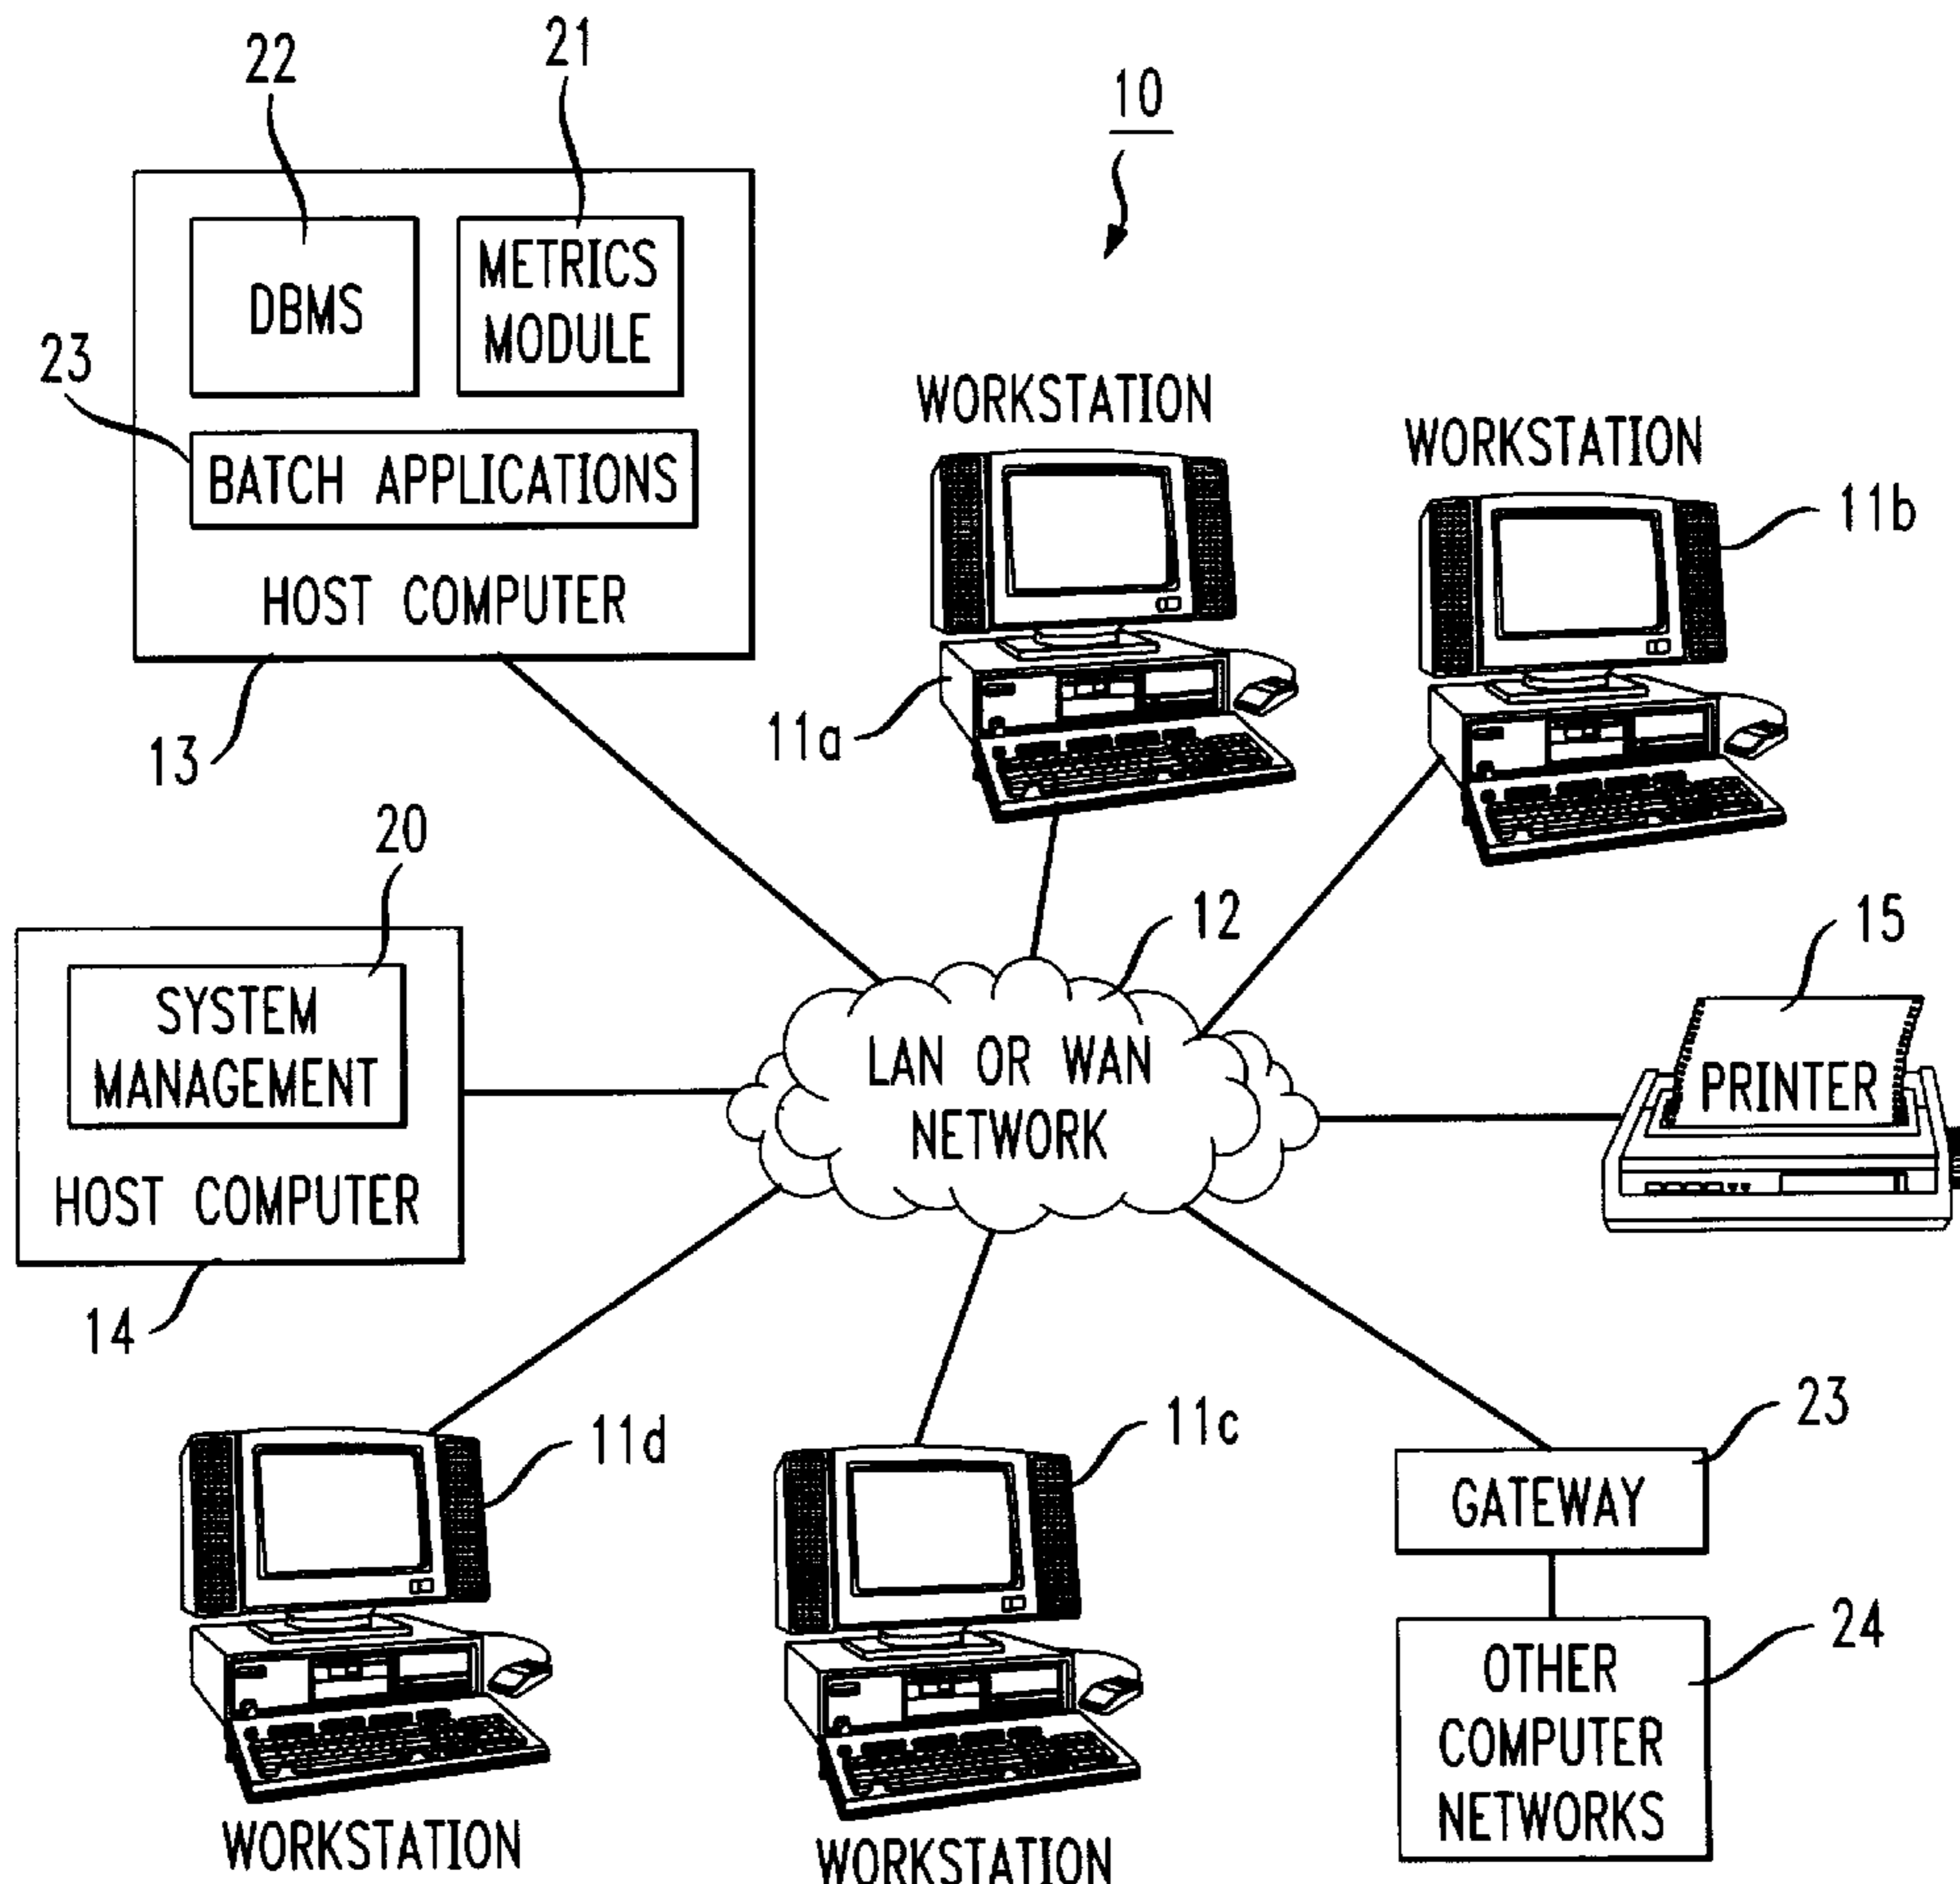 22
21
10
DBMS
METRICS
MODULE
23
BATCH APPLICATIONS
HOST COMPUTER
13
WORKSTATION
11a
WORKSTATION
11b
20
SYSTEM
MANAGEMENT
HOST COMPUTER
14
12
LAN OR WAN
NETWORK
15
PRINTER
11d
WORKSTATION
11c
WORKSTATION
23
GATEWAY
24
OTHER
COMPUTER
NETWORKS